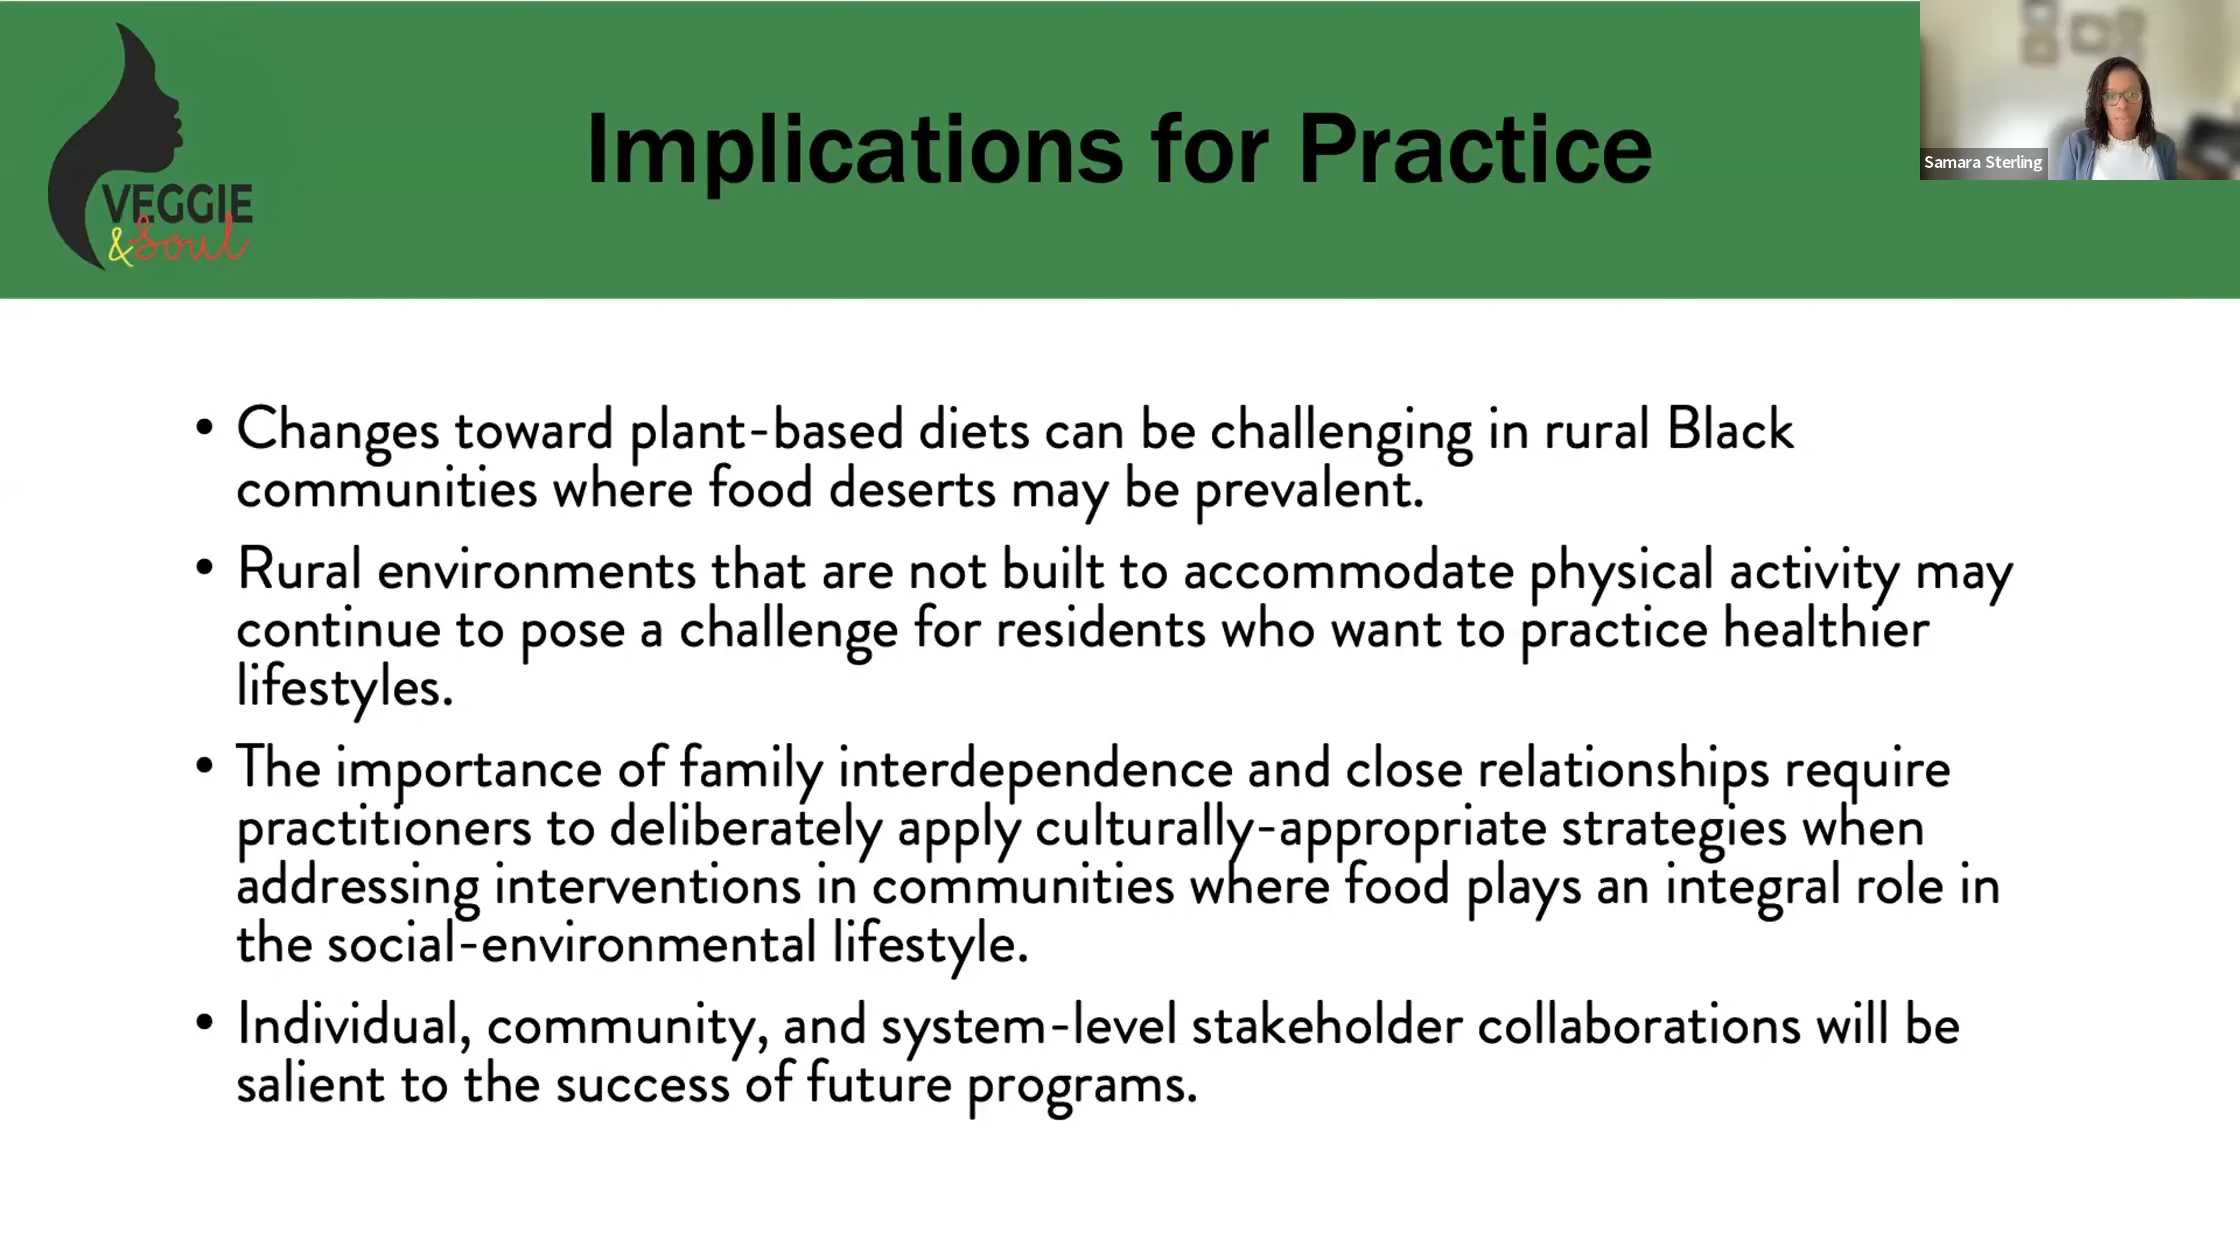 VEGGIE
&Soul
Implications for Practice
Samara Sterling
• Changes toward plant-based diets can be challenging in rural Black
communities where food deserts may be prevalent.
• Rural environments that are not built to accommodate physical activity may
continue to pose a challenge for residents who want to practice healthier
lifestyles.
• The importance of family interdependence and close relationships require
practitioners to deliberately apply culturally-appropriate strategies when
addressing interventions in communities where food plays an integral role in
the social-environmental lifestyle.
• Individual, community, and system-level stakeholder collaborations will be
salient to the success of future programs.